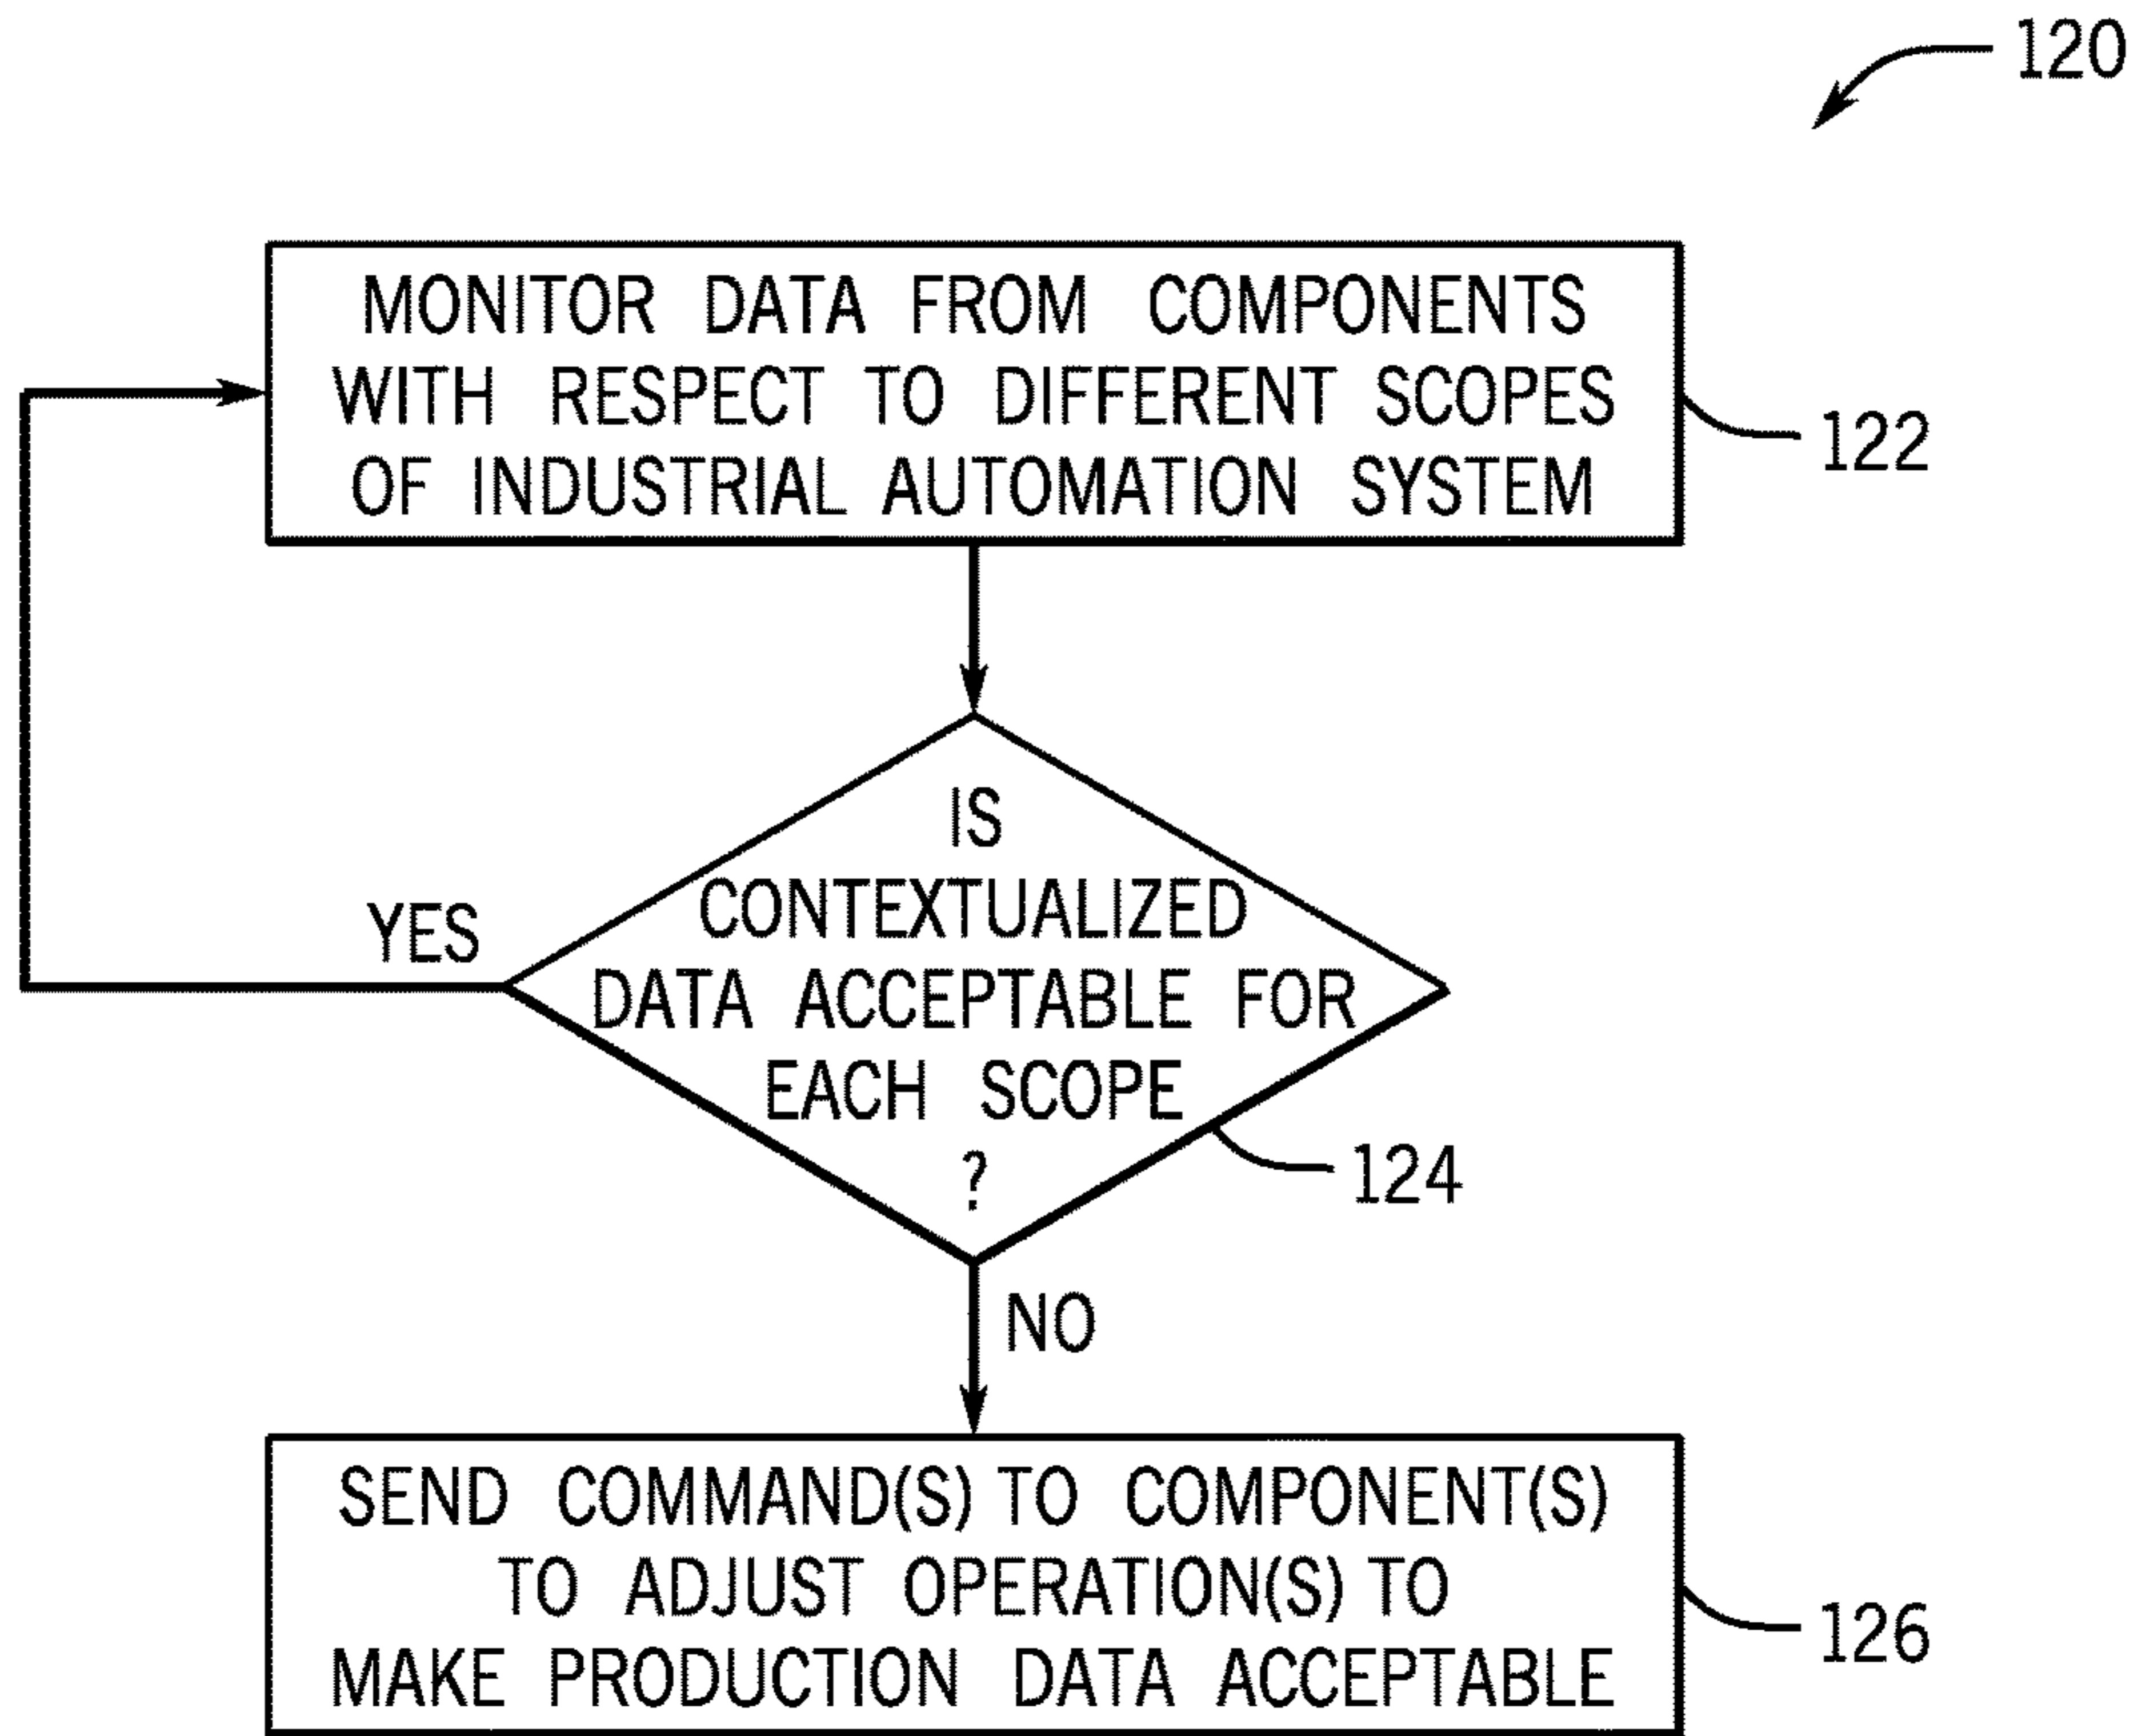 120
MONITOR DATA FROM COMPONENTS
WITH RESPECT TO DIFFERENT SCOPES
OF INDUSTRIAL AUTOMATION SYSTEM
122
IS
CONTEXTUALIZED
DATA ACCEPTABLE FOR
EACH SCOPE
?
YES
124
NO
SEND COMMAND(S) TO COMPONENT(S)
TO ADJUST OPERATION(S) TO
MAKE PRODUCTION DATA ACCEPTABLE
126